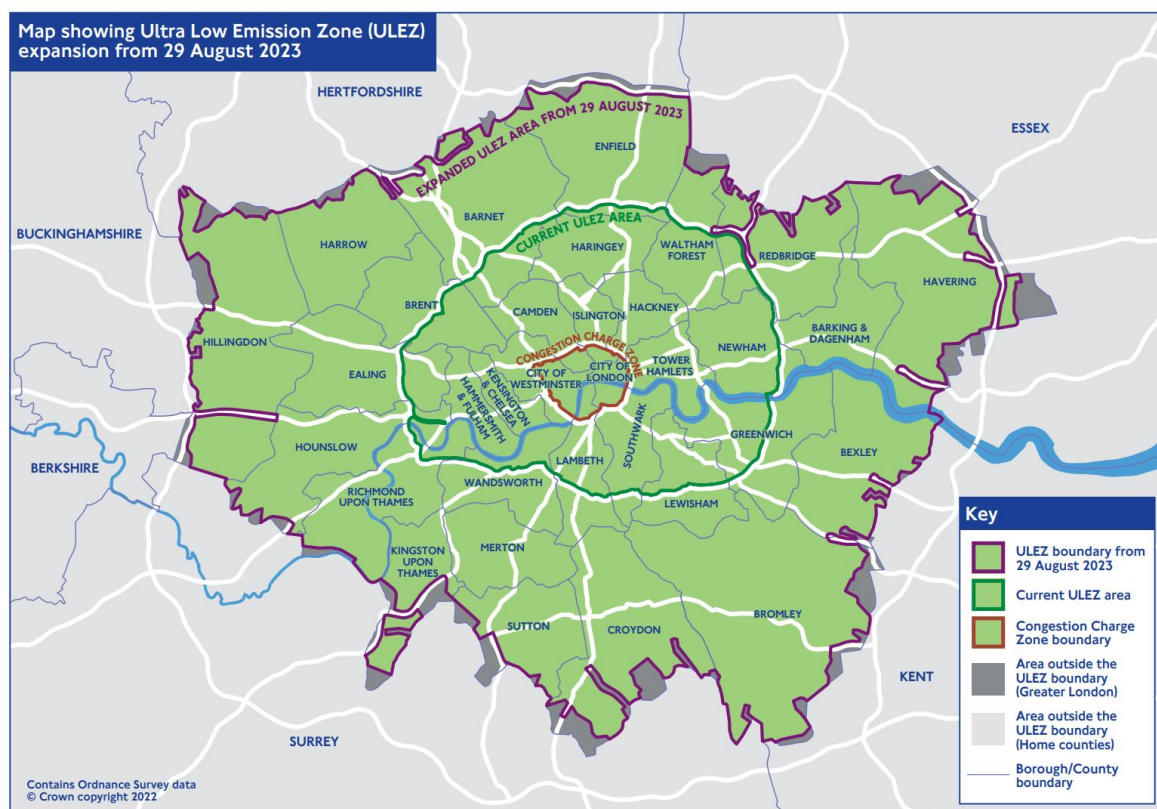 Map showing Ultra Low Emission Zone (ULEZ)
expansion from 29 August 2023
HERTFORDSHIRE
ESSEX
EXPANDED ULEZ AREA FROM 29 AUGUST 2023
ENFIELD
BARNET
CURRENT ULEZ AREA
BUCKINGHAMSHIRE
HARROW
HARINGEY
WALTHAM
FOREST
REDBRIDGE
HAVERING
BRENT
CAMDEN
ISLINGTON
HACKNEY
BARKING &
DAGENHAM
HILLINGDON
CONGESTION CHARGE ZONE
NEWHAM
EALING
CITY OF
WESTMINSTER
CITY OF
LONDON
TOWER
HAMLETS
KENSINGTON
& CHELSEA
HAMMERSMITH
& FULHAM
HOUNSLOW
SOUTHWARK
GREENWICH
BEXLEY
BERKSHIRE
LAMBETH
WANDSWORTH
RICHMOND
UPON THAMES
LEWISHAM
KINGSTON
UPON
THAMES
MERTON
SUTTON
CROYDON
BROMLEY
KENT
SURREY
Key
ULEZ boundary from
29 August 2023
Current ULEZ area
Congestion Charge
Zone boundary
Area outside the
ULEZ boundary
(Greater London)
Area outside the
ULEZ boundary
(Home counties)
Borough/County
boundary
Contains Ordnance Survey data
© Crown copyright 2022